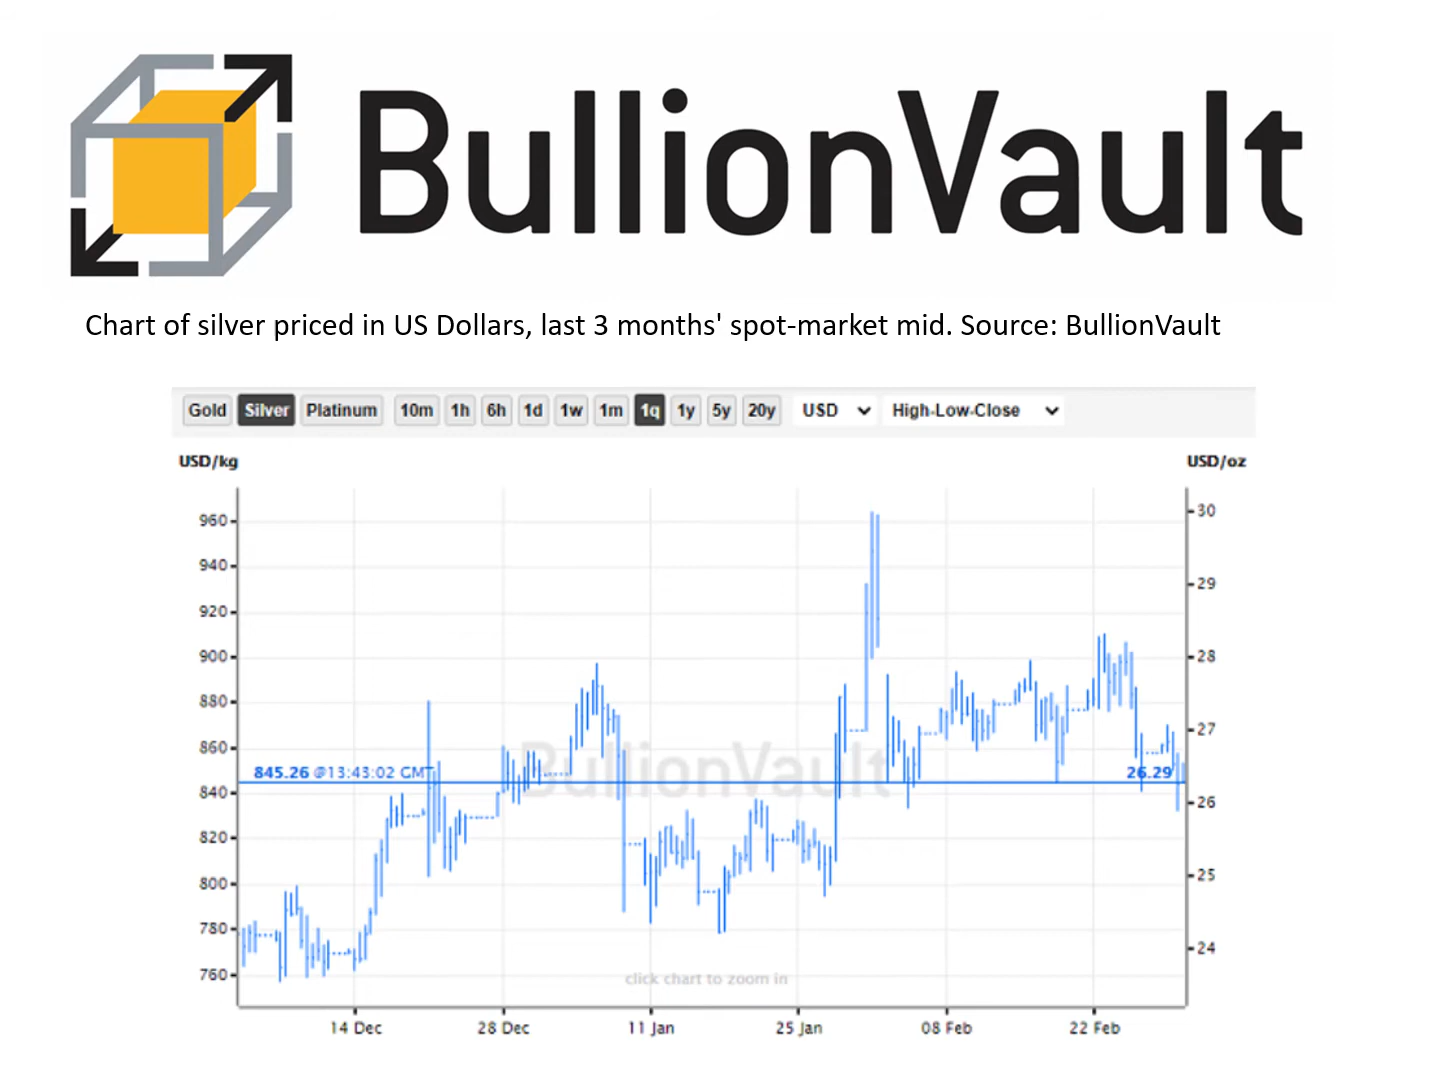 BullionVault
Chart of silver priced in US Dollars, last 3 months' spot-market mid. Source: BullionVault
Gold Silver Platinum 10m 1h 6h 1d 1w 1m 1q 1y 5y 20y USD High-Low-Close
USD/kg USD/oz
960
940
920
900
880
860
840
820
800
780
760
30
29
28
27
26
25
24
BullionVault
845.26 @13:43:02 GMT
26.29
click chart to zoom in
14 Dec 28 Dec 11 Jan 25 Jan 08 Feb 22 Feb